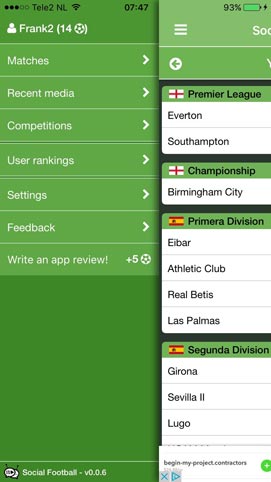 Tele2 NL 07:47 93%
Frank2 (14 )
Matches
Recent media
Competitions
User rankings
Settings
Feedback
Write an app review! +5
Social Football - v0.0.6
Soc
Y
Premier League
Everton
Southampton
Championship
Birmingham City
Primera Division
Eibar
Athletic Club
Real Betis
Las Palmas
Segunda Division
Girona
Sevilla II
Lugo
begin-my-project.contractors